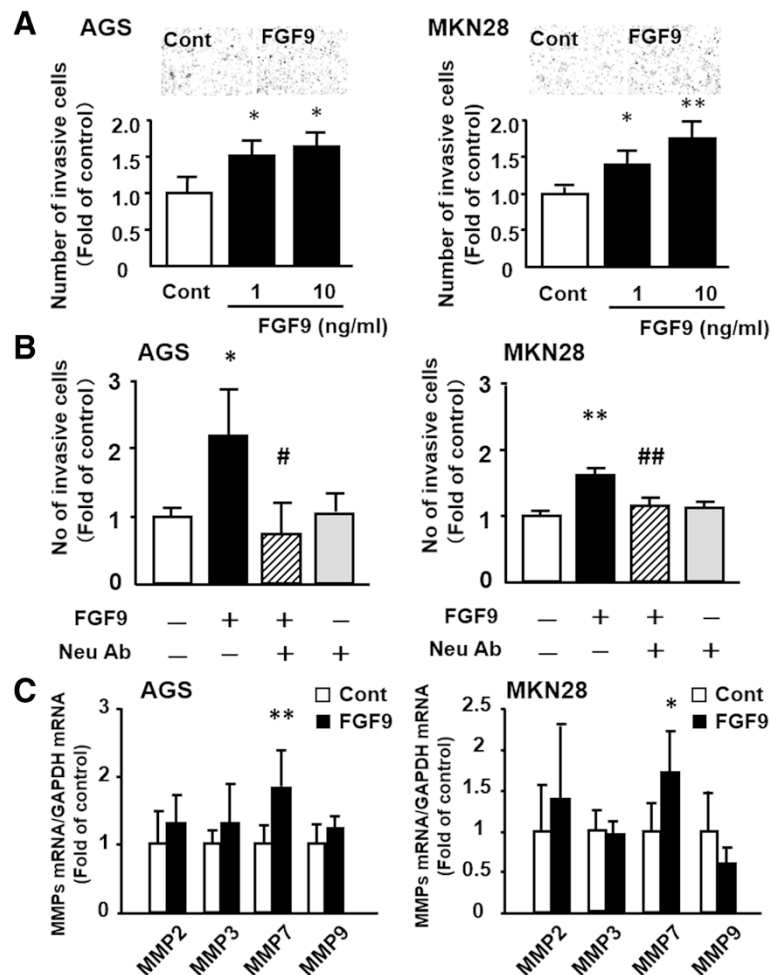 A
AGS
MKN28
Cont FGF9
Cont FGF9
Number of invasive cells
(Fold of control)
2.0
1.5
1.0
0.5
0
* *
Cont 1 10
FGF9 (ng/ml)
Number of invasive cells
(Fold of control)
2.0
1.5
1.0
0.5
0
* **
Cont 1 10
FGF9 (ng/ml)
B
AGS
No of invasive cells
(Fold of control)
3
2
1
0
*
#
FGF9 — + + —
Neu Ab — — + +
MKN28
No of invasive cells
(Fold of control)
3
2
1
0
**
##
FGF9 — + + —
Neu Ab — — + +
C
AGS
Cont
FGF9
MMPs mRNA/GAPDH mRNA
(Fold of control)
3
2
1
0
**
MMP2 MMP3 MMP7 MMP9
MKN28
Cont
FGF9
MMPs mRNA/GAPDH mRNA
(Fold of control)
2.5
2
1.5
1
0.5
0
*
MMP2 MMP3 MMP7 MMP9